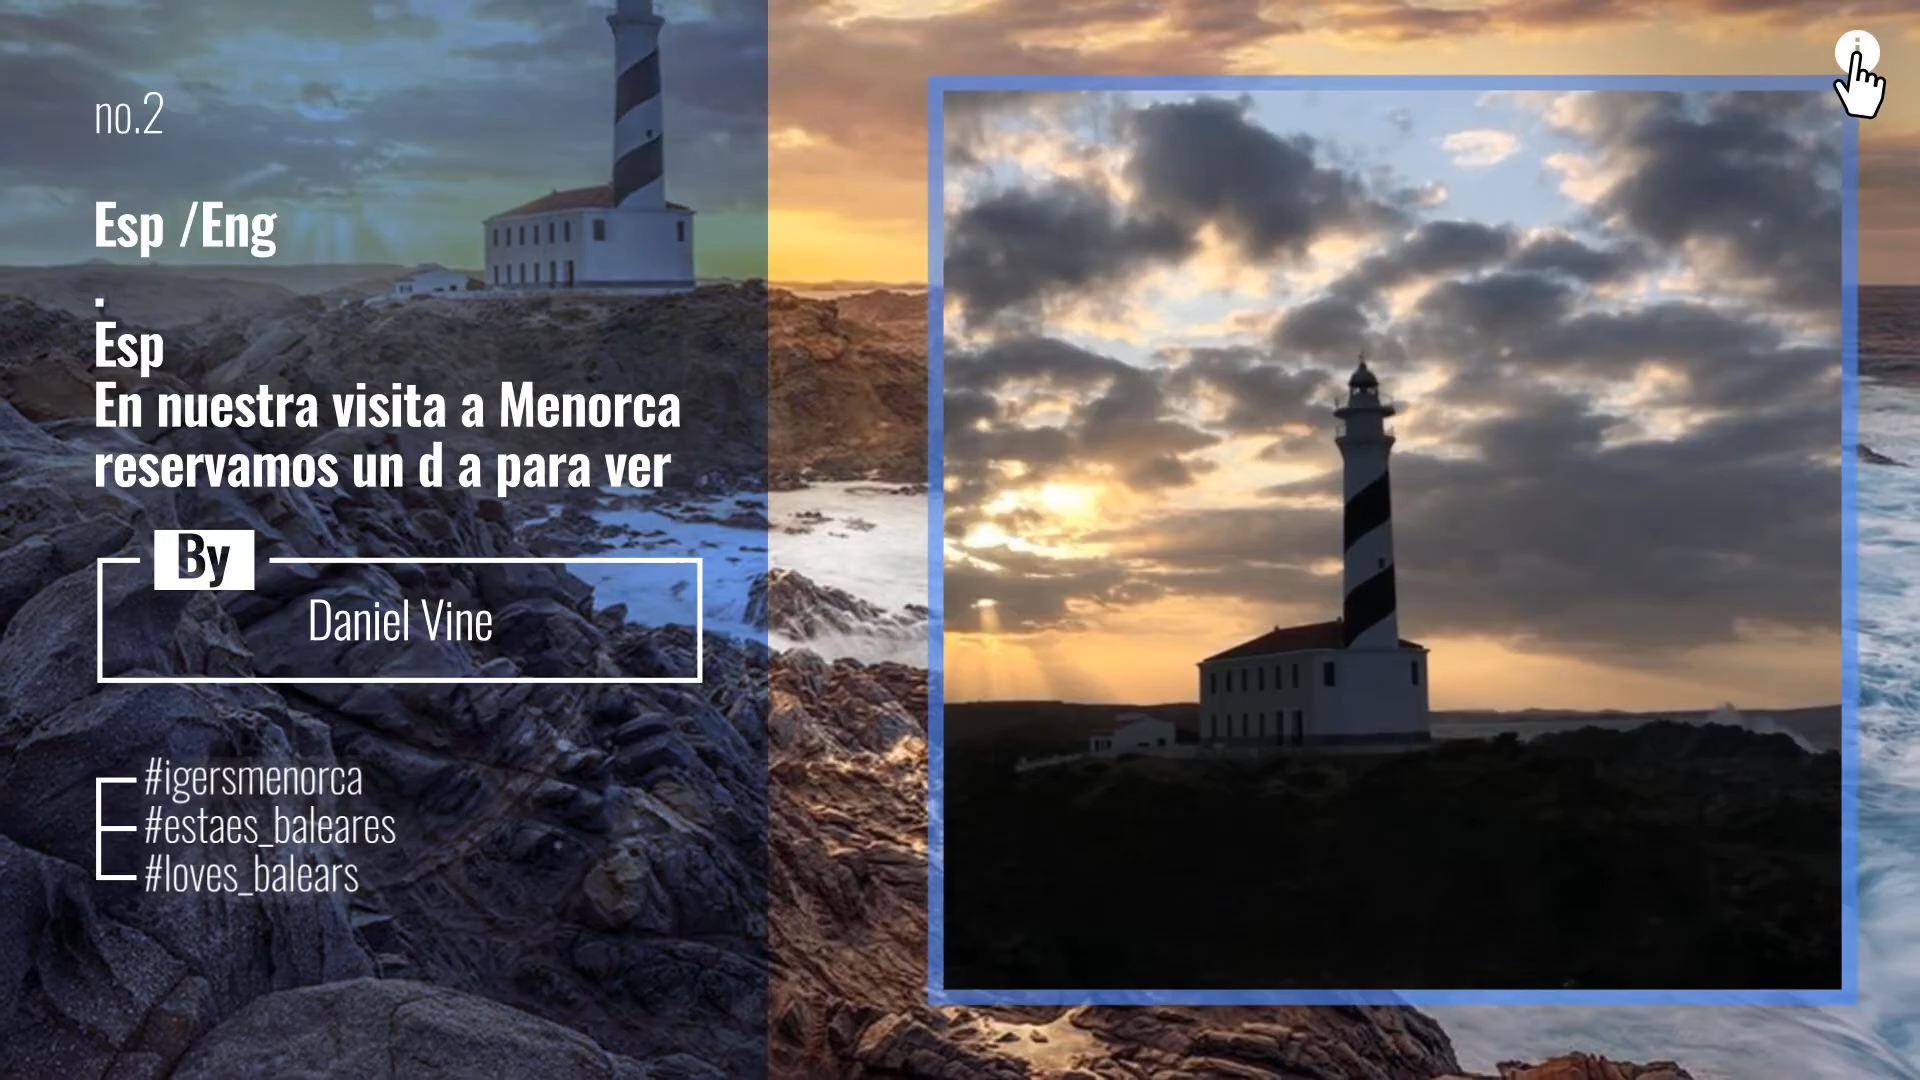 no.2
Esp /Eng
.
Esp
En nuestra visita a Menorca
reservamos un d a para ver
By
Daniel Vine
#igersmenorca
#estaes_baleares
#loves_balears